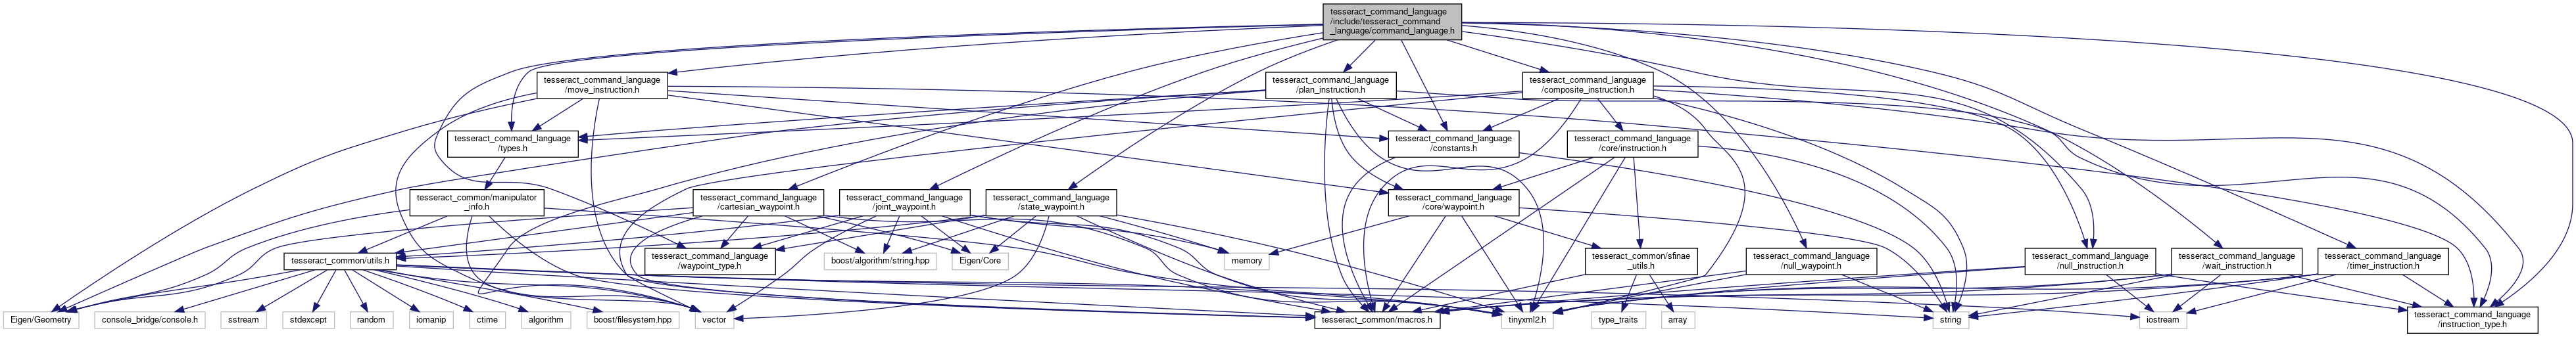 tesseract_command_language
/include/tesseract_command
_language/command_language.h
tesseract_command_language
/move_instruction.h
tesseract_command_language
/plan_instruction.h
tesseract_command_language
/composite_instruction.h
tesseract_command_language
/types.h
tesseract_command_language
/constants.h
tesseract_command_language
/core/instruction.h
tesseract_common/manipulator
_info.h
tesseract_command_language
/cartesian_waypoint.h
tesseract_command_language
/joint_waypoint.h
tesseract_command_language
/state_waypoint.h
tesseract_command_language
/core/waypoint.h
tesseract_common/utils.h
tesseract_command_language
/waypoint_type.h
boost/algorithm/string.hpp
Eigen/Core
memory
tesseract_common/sfinae
_utils.h
tesseract_command_language
/null_waypoint.h
tesseract_command_language
/null_instruction.h
tesseract_command_language
/wait_instruction.h
tesseract_command_language
/timer_instruction.h
Eigen/Geometry
console_bridge/console.h
sstream
stdexcept
random
iomanip
ctime
algorithm
boost/filesystem.hpp
vector
tesseract_common/macros.h
tinyxml2.h
type_traits
array
string
iostream
tesseract_command_language
/instruction_type.h